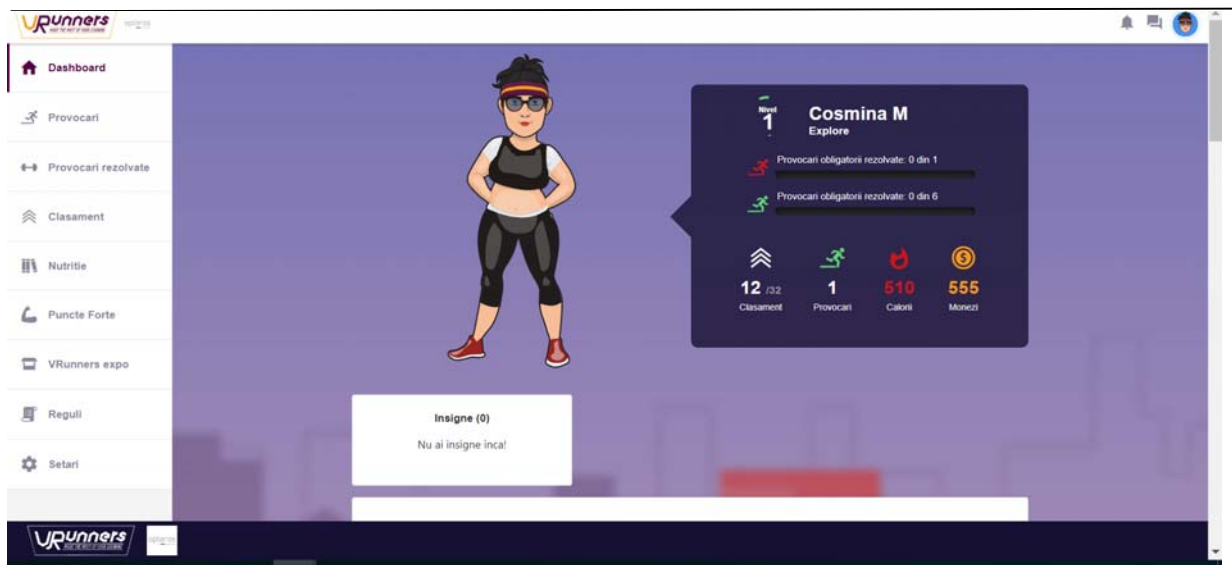 VRunners
Dashboard
Provocari
Provocari rezolvate
Clasament
Nutritie
Puncte Forte
VRunners expo
Reguli
Setari
Nivel
1
Cosmina M
Explore
Provocari obligatorii rezolvate: 0 din 1
Provocari obligatorii rezolvate: 0 din 6
12 /32
Clasament
1
Provocari
510
Calorii
555
Monezi
Insigne (0)
Nu ai insigne inca!
VRunners